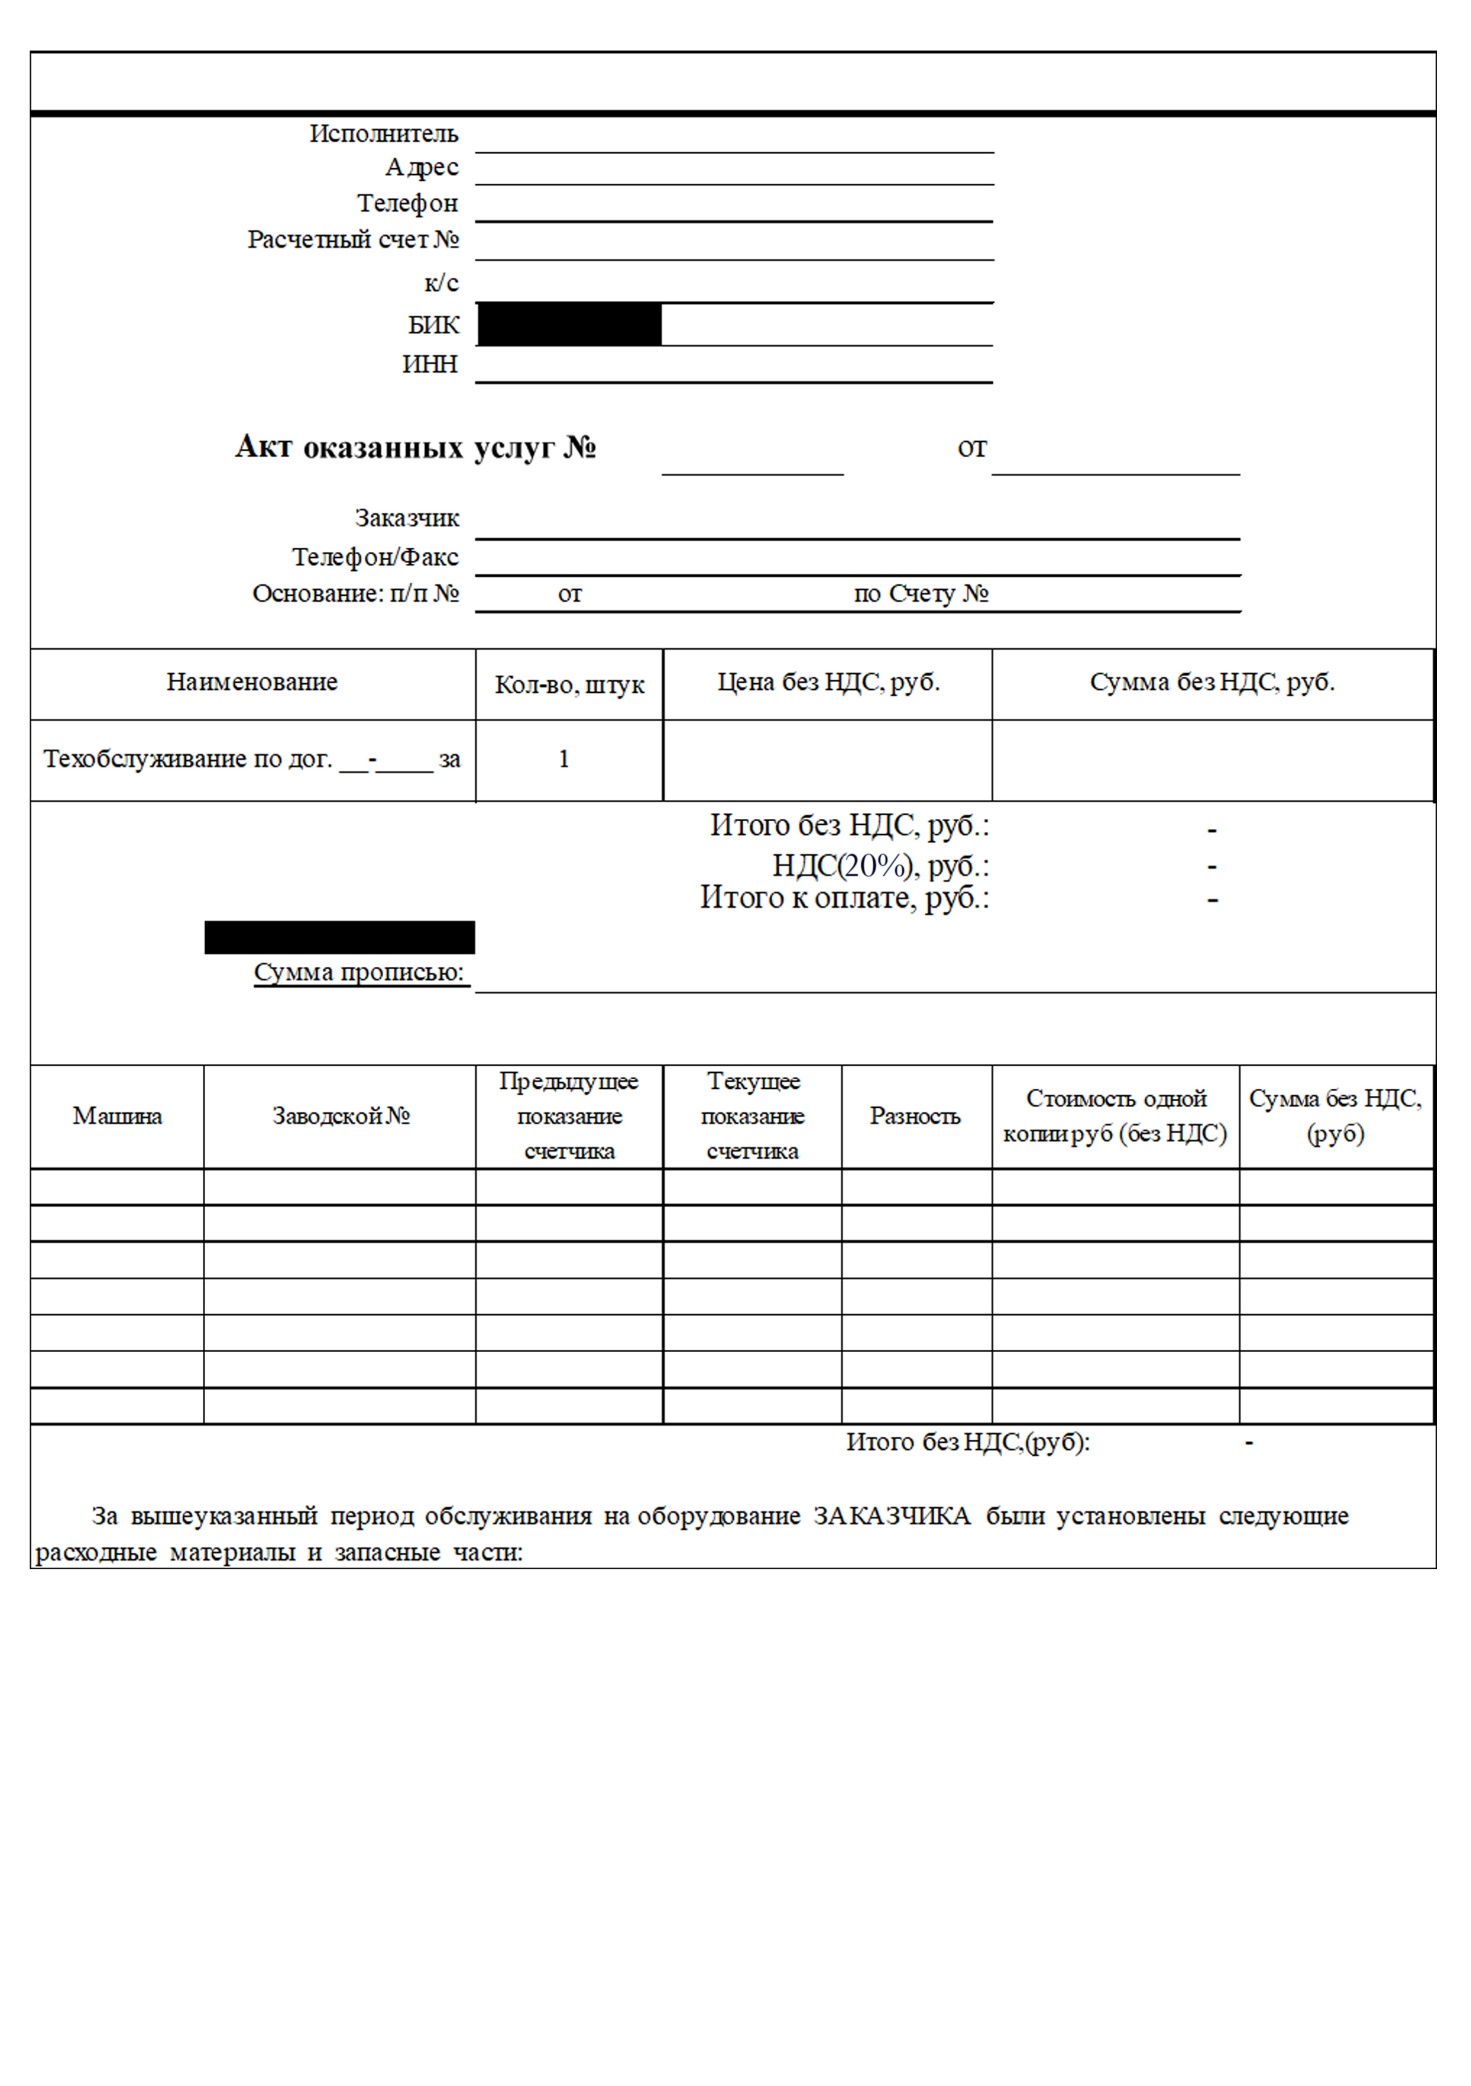 Исполнитель
Адрес
Телефон
Расчетный счет №
к/с
БИК
ИНН
Акт оказанных услуг № от
Заказчик
Телефон/Факс
Основание: п/п № от по Счету №
Наименование Кол-во, штук Цена без НДС, руб. Сумма без НДС, руб.
Техобслуживание по дог. __-____ за 1
Итого без НДС, руб.: -
НДС(20%), руб.: -
Итого к оплате, руб.: -
Сумма прописью:
Машина Заводской № Предыдущее показание счетчика Текущее показание счетчика Разность Стоимость одной копии руб (без НДС) Сумма без НДС, (руб)
Итого без НДС,(руб): -
За вышеуказанный период обслуживания на оборудование ЗАКАЗЧИКА были установлены следующие
расходные материалы и запасные части: